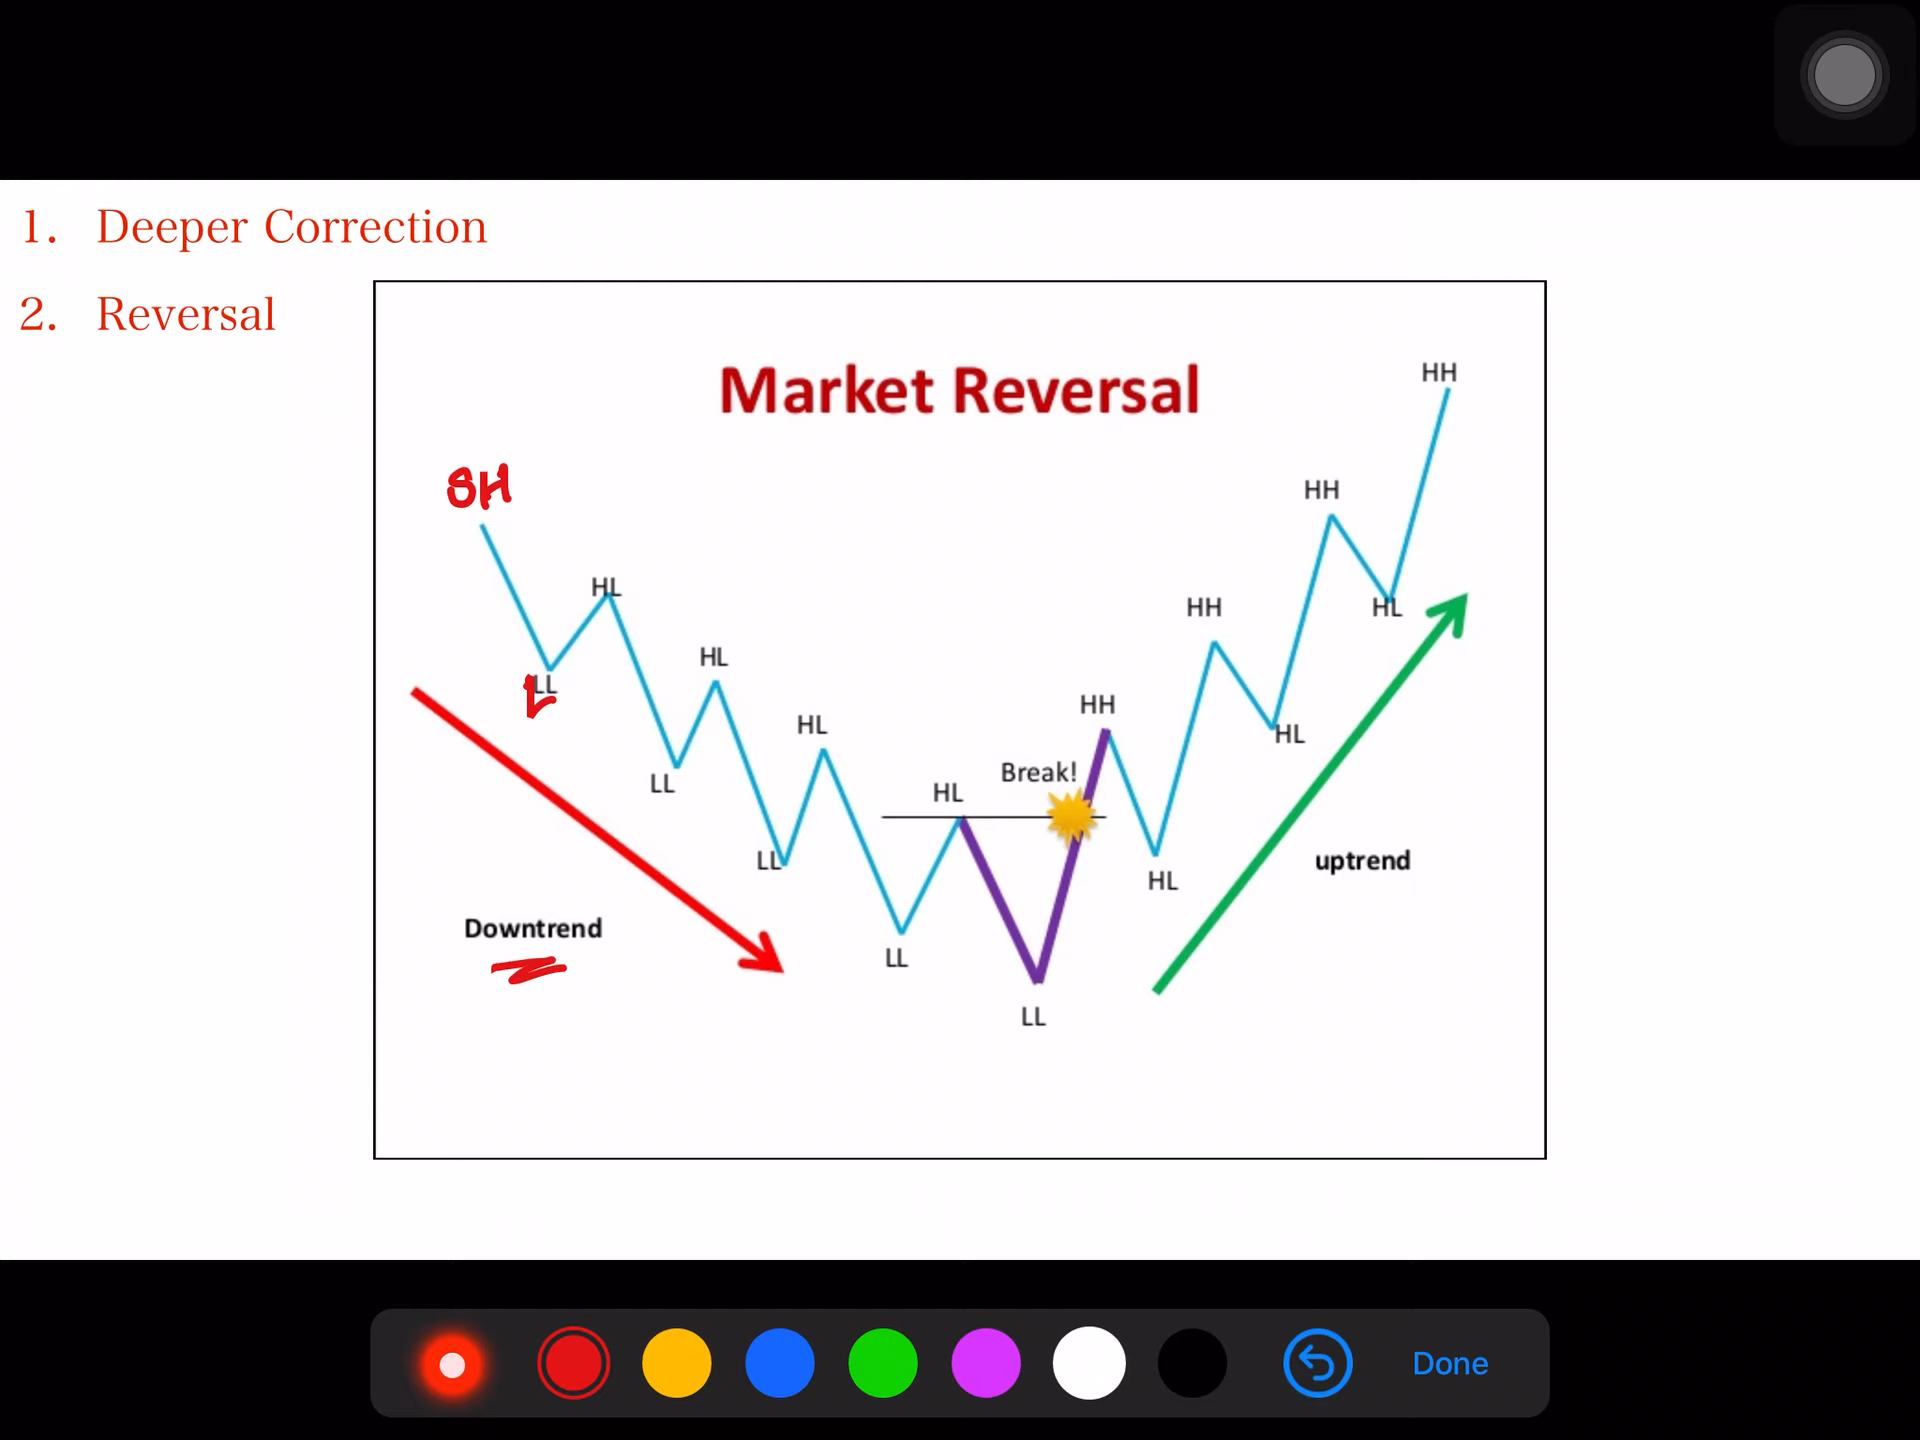 1. Deeper Correction
2. Reversal
Market Reversal
HH
SH
HH
HL
HH
HL
HL
LL
HL
HH
HL
HL
Break!
LL
HL
LL
uptrend
HL
Downtrend
LL
LL
Done